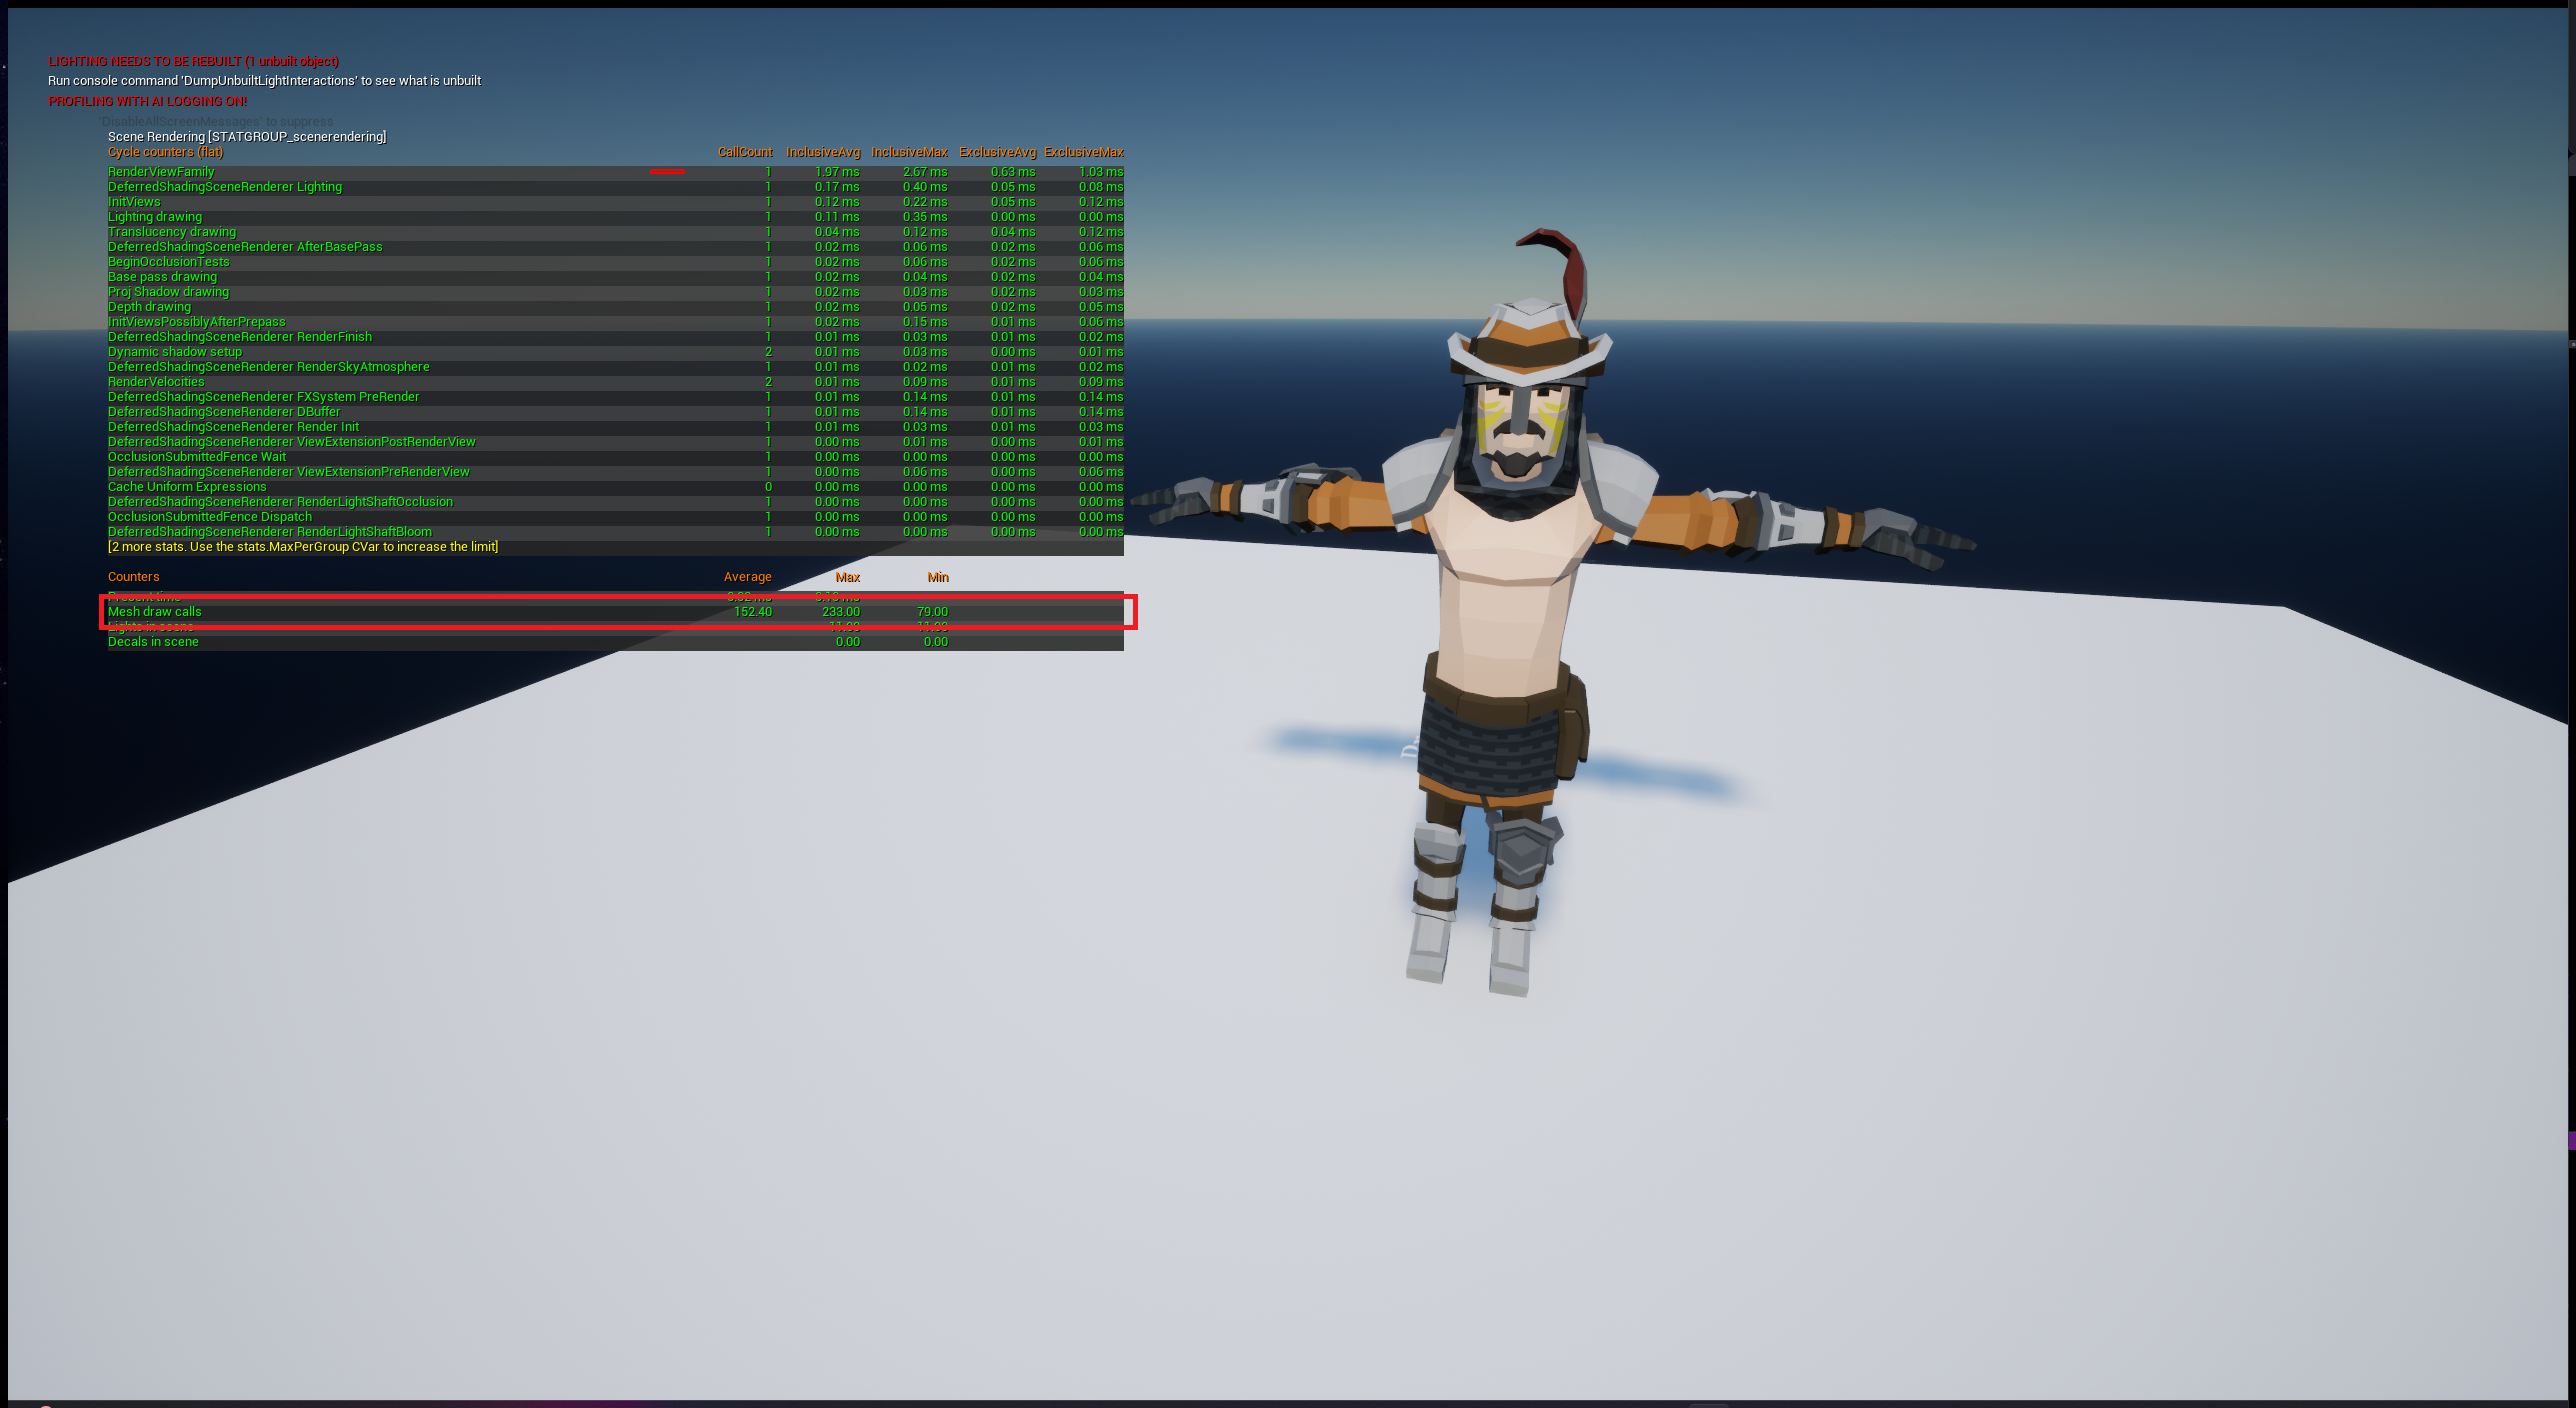 LIGHTING NEEDS TO BE REBUILT (1 unbuilt object)
Run console command 'DumpUnbuiltLightInteractions' to see what is unbuilt
PROFILING WITH AI LOGGING ON!
'DisableAllScreenMessages' to suppress
Scene Rendering [STATGROUP_scenerendering]
Cycle counters (flat) CallCount InclusiveAvg InclusiveMax ExclusiveAvg ExclusiveMax
RenderViewFamily 1 1.97 ms 2.67 ms 0.63 ms 1.03 ms
DeferredShadingSceneRenderer Lighting 1 0.17 ms 0.40 ms 0.05 ms 0.08 ms
InitViews 1 0.12 ms 0.22 ms 0.05 ms 0.12 ms
Lighting drawing 1 0.11 ms 0.35 ms 0.00 ms 0.00 ms
Translucency drawing 1 0.04 ms 0.12 ms 0.04 ms 0.12 ms
DeferredShadingSceneRenderer AfterBasePass 1 0.02 ms 0.06 ms 0.02 ms 0.06 ms
BeginOcclusionTests 1 0.02 ms 0.06 ms 0.02 ms 0.06 ms
Base pass drawing 1 0.02 ms 0.04 ms 0.02 ms 0.04 ms
Proj Shadow drawing 1 0.02 ms 0.03 ms 0.02 ms 0.03 ms
Depth drawing 1 0.02 ms 0.05 ms 0.02 ms 0.05 ms
InitViewsPossiblyAfterPrepass 1 0.02 ms 0.15 ms 0.01 ms 0.06 ms
DeferredShadingSceneRenderer RenderFinish 1 0.01 ms 0.03 ms 0.01 ms 0.02 ms
Dynamic shadow setup 2 0.01 ms 0.03 ms 0.00 ms 0.01 ms
DeferredShadingSceneRenderer RenderSkyAtmosphere 1 0.01 ms 0.02 ms 0.01 ms 0.02 ms
RenderVelocities 2 0.01 ms 0.09 ms 0.01 ms 0.09 ms
DeferredShadingSceneRenderer FXSystem PreRender 1 0.01 ms 0.14 ms 0.01 ms 0.14 ms
DeferredShadingSceneRenderer DBuffer 1 0.01 ms 0.14 ms 0.01 ms 0.14 ms
DeferredShadingSceneRenderer Render Init 1 0.01 ms 0.03 ms 0.01 ms 0.03 ms
DeferredShadingSceneRenderer ViewExtensionPostRenderView 1 0.00 ms 0.01 ms 0.00 ms 0.01 ms
OcclusionSubmittedFence Wait 1 0.00 ms 0.00 ms 0.00 ms 0.00 ms
DeferredShadingSceneRenderer ViewExtensionPreRenderView 1 0.00 ms 0.06 ms 0.00 ms 0.06 ms
Cache Uniform Expressions 0 0.00 ms 0.00 ms 0.00 ms 0.00 ms
DeferredShadingSceneRenderer RenderLightShaftOcclusion 1 0.00 ms 0.00 ms 0.00 ms 0.00 ms
OcclusionSubmittedFence Dispatch 1 0.00 ms 0.00 ms 0.00 ms 0.00 ms
DeferredShadingSceneRenderer RenderLightShaftBloom 1 0.00 ms 0.00 ms 0.00 ms 0.00 ms
[2 more stats. Use the stats.MaxPerGroup CVar to increase the limit]
Counters Average Max Min
Present time
Mesh draw calls 152.40 233.00 79.00
Lights in scene 11.00 11.00
Decals in scene 0.00 0.00